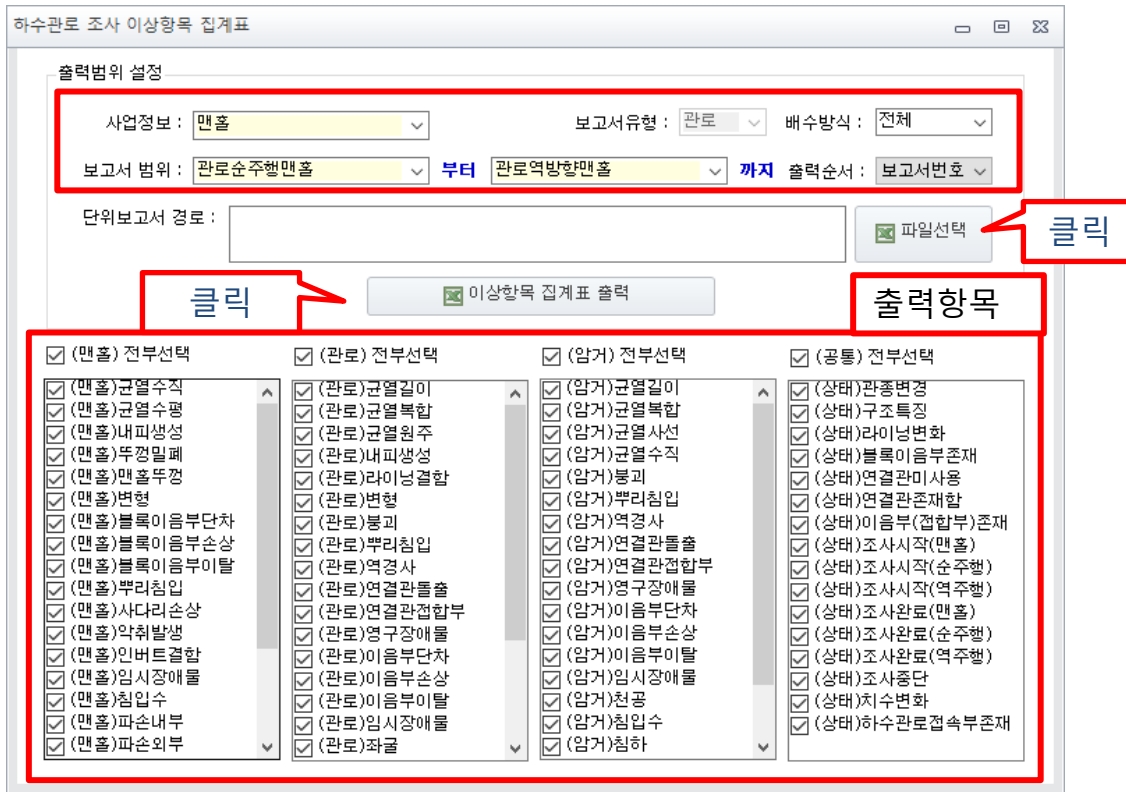 하수관로 조사 이상항목 집계표
출력범위 설정
사업정보 : 맨홀 보고서유형 : 관로 배수방식 : 전체
보고서 범위 : 관로순주행맨홀 부터 관로역방향맨홀 까지 출력순서 : 보고서번호
단위보고서 경로 : 파일선택 클릭
클릭 이상항목 집계표 출력 출력항목
(맨홀) 전부선택
(맨홀)균열수직
(맨홀)균열수평
(맨홀)내피생성
(맨홀)뚜껑밀폐
(맨홀)맨홀뚜껑
(맨홀)변형
(맨홀)블록이음부단차
(맨홀)블록이음부손상
(맨홀)블록이음부이탈
(맨홀)뿌리침입
(맨홀)사다리손상
(맨홀)악취발생
(맨홀)인버트결함
(맨홀)임시장애물
(맨홀)침입수
(맨홀)파손내부
(맨홀)파손외부
(관로) 전부선택
(관로)균열길이
(관로)균열복합
(관로)균열원주
(관로)내피생성
(관로)라이닝결함
(관로)변형
(관로)붕괴
(관로)뿌리침입
(관로)역경사
(관로)연결관돌출
(관로)연결관접합부
(관로)영구장애물
(관로)이음부단차
(관로)이음부손상
(관로)이음부이탈
(관로)임시장애물
(관로)좌굴
(암거) 전부선택
(암거)균열길이
(암거)균열복합
(암거)균열사선
(암거)균열수직
(암거)붕괴
(암거)뿌리침입
(암거)역경사
(암거)연결관돌출
(암거)연결관접합부
(암거)영구장애물
(암거)이음부단차
(암거)이음부손상
(암거)이음부이탈
(암거)임시장애물
(암거)천공
(암거)침입수
(암거)침하
(공통) 전부선택
(상태)관종변경
(상태)구조특징
(상태)라이닝변화
(상태)블록이음부존재
(상태)연결관미사용
(상태)연결관존재함
(상태)이음부(접합부)존재
(상태)조사시작(맨홀)
(상태)조사시작(순주행)
(상태)조사시작(역주행)
(상태)조사완료(맨홀)
(상태)조사완료(순주행)
(상태)조사완료(역주행)
(상태)조사중단
(상태)치수변화
(상태)하수관로접속부존재